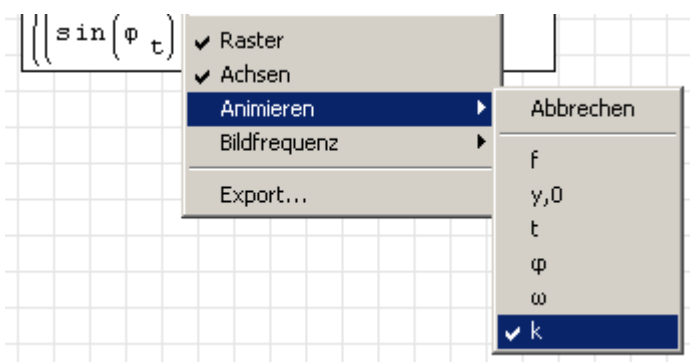 sin(φ t)
Raster
Achsen
Animieren
Bildfrequenz
Export...
Abbrechen
f
y,0
t
φ
ω
k